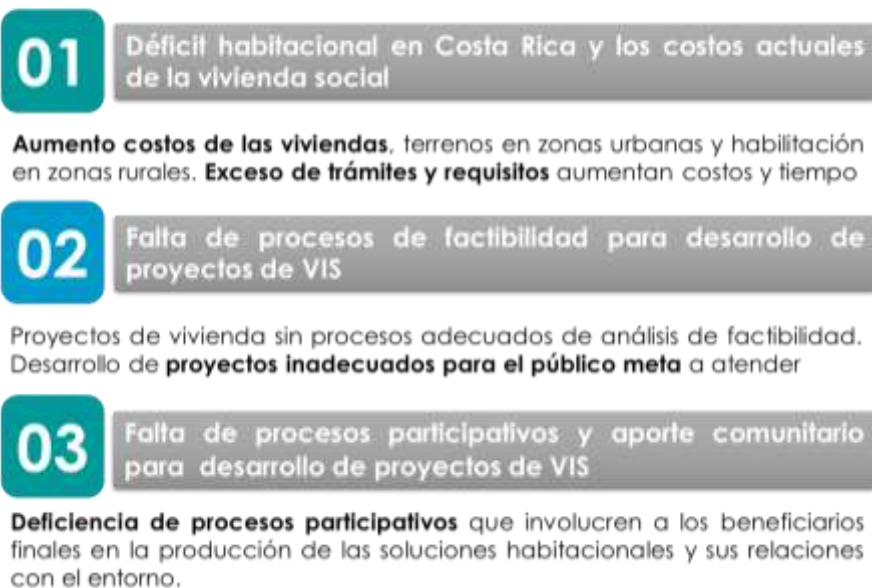 01
Déficit habitacional en Costa Rica y los costos actuales
de la vivienda social
Aumento costos de las viviendas, terrenos en zonas urbanas y habilitación
en zonas rurales. Exceso de trámites y requisitos aumentan costos y tiempo
02
Falta de procesos de factibilidad para desarrollo de
proyectos de VIS
Proyectos de vivienda sin procesos adecuados de análisis de factibilidad.
Desarrollo de proyectos inadecuados para el público meta a atender
03
Falta de procesos participativos y aporte comunitario
para desarrollo de proyectos de VIS
Deficiencia de procesos participativos que involucren a los beneficiarios
finales en la producción de las soluciones habitacionales y sus relaciones
con el entorno.